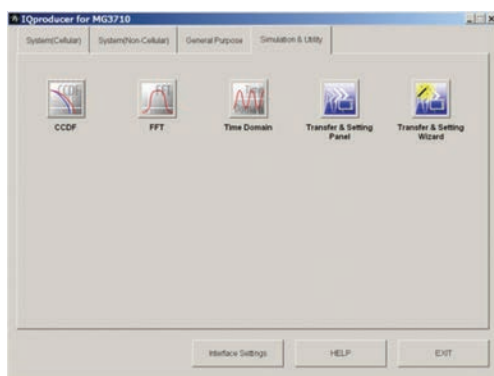 IQproducer for MG3710
System(Cellular) System(Non-Cellular) General Purpose Simulation & Utility
CCDF FFT Time Domain Transfer & Setting Panel Transfer & Setting Wizard
Interface Settings HELP EXIT